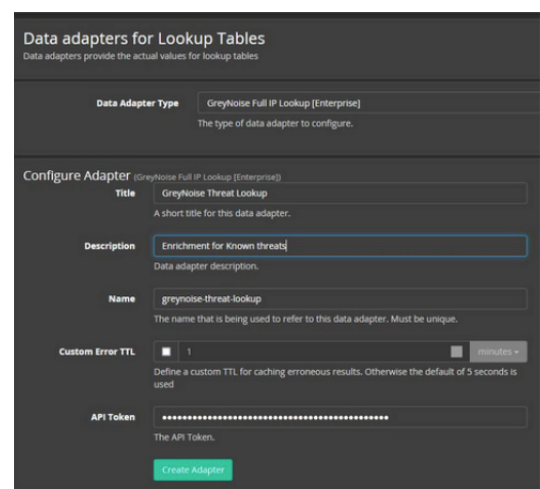 Data adapters for Lookup Tables
Data adapters provide the actual values for lookup tables
Data Adapter Type
GreyNoise Full IP Lookup [Enterprise]
The type of data adapter to configure.
Configure Adapter (GreyNoise Full IP Lookup [Enterprise])
Title
GreyNoise Threat Lookup
A short title for this data adapter.
Description
Enrichment for Known threats
Data adapter description.
Name
greynoise-threat-lookup
The name that is being used to refer to this data adapter. Must be unique.
Custom Error TTL
1
minutes
Define a custom TTL for caching erroneous results. Otherwise the default of 5 seconds is
used
API Token
The API Token.
Create Adapter